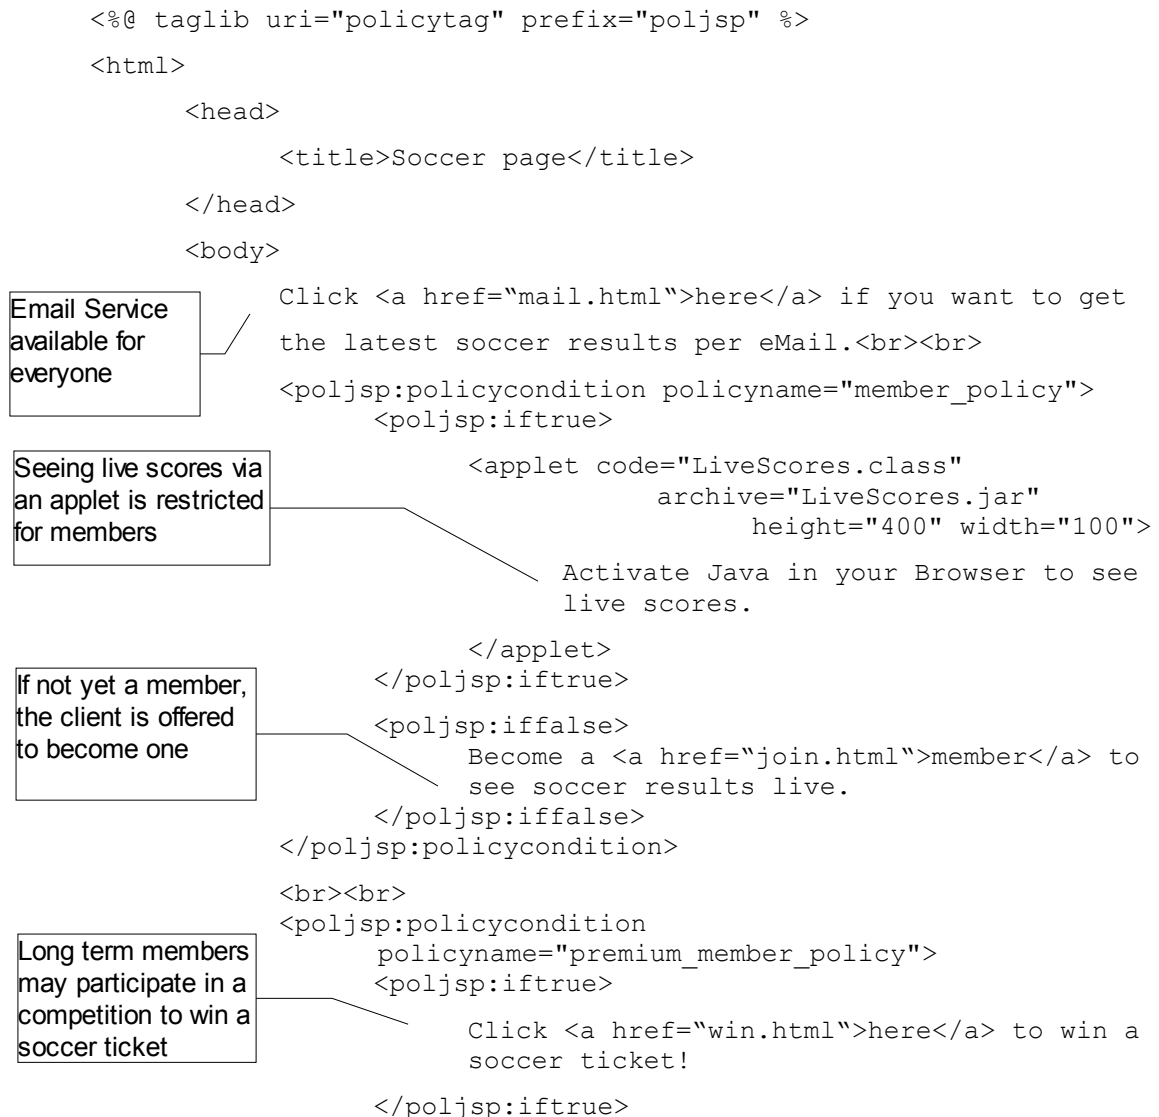 <%@ taglib uri="policytag" prefix="poljsp" %>
<html>
<head>
<title>Soccer page</title>
</head>
<body>
Email Service
available for
everyone
Click <a href=“mail.html“>here</a> if you want to get
the latest soccer results per eMail.<br><br>
<poljsp:policycondition policyname="member_policy">
<poljsp:iftrue>
Seeing live scores via
an applet is restricted
for members
<applet code="LiveScores.class"
archive="LiveScores.jar"
height="400" width="100">
Activate Java in your Browser to see
live scores.
</applet>
</poljsp:iftrue>
If not yet a member,
the client is offered
to become one
<poljsp:iffalse>
Become a <a href=“join.html“>member</a> to
see soccer results live.
</poljsp:iffalse>
</poljsp:policycondition>
<br><br>
<poljsp:policycondition
policyname="premium_member_policy">
<poljsp:iftrue>
Long term members
may participate in a
competition to win a
soccer ticket
Click <a href=“win.html“>here</a> to win a
soccer ticket!
</poljsp:iftrue>